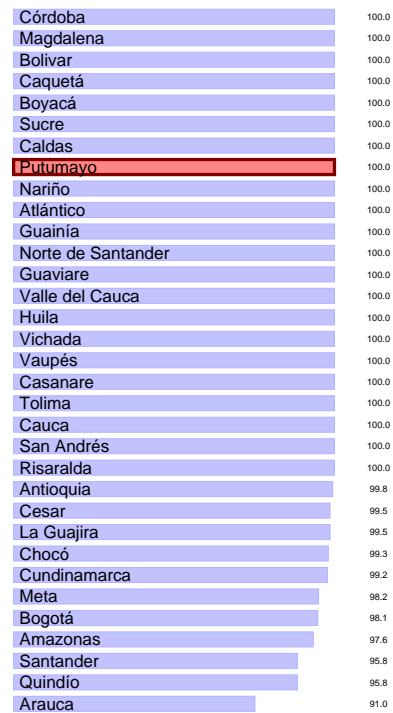 Córdoba 100.0
Magdalena 100.0
Bolivar 100.0
Caquetá 100.0
Boyacá 100.0
Sucre 100.0
Caldas 100.0
Putumayo 100.0
Nariño 100.0
Atlántico 100.0
Guainía 100.0
Norte de Santander 100.0
Guaviare 100.0
Valle del Cauca 100.0
Huila 100.0
Vichada 100.0
Vaupés 100.0
Casanare 100.0
Tolima 100.0
Cauca 100.0
San Andrés 100.0
Risaralda 100.0
Antioquia 99.8
Cesar 99.5
La Guajira 99.5
Chocó 99.3
Cundinamarca 99.2
Meta 98.2
Bogotá 98.1
Amazonas 97.6
Santander 95.8
Quindío 95.8
Arauca 91.0